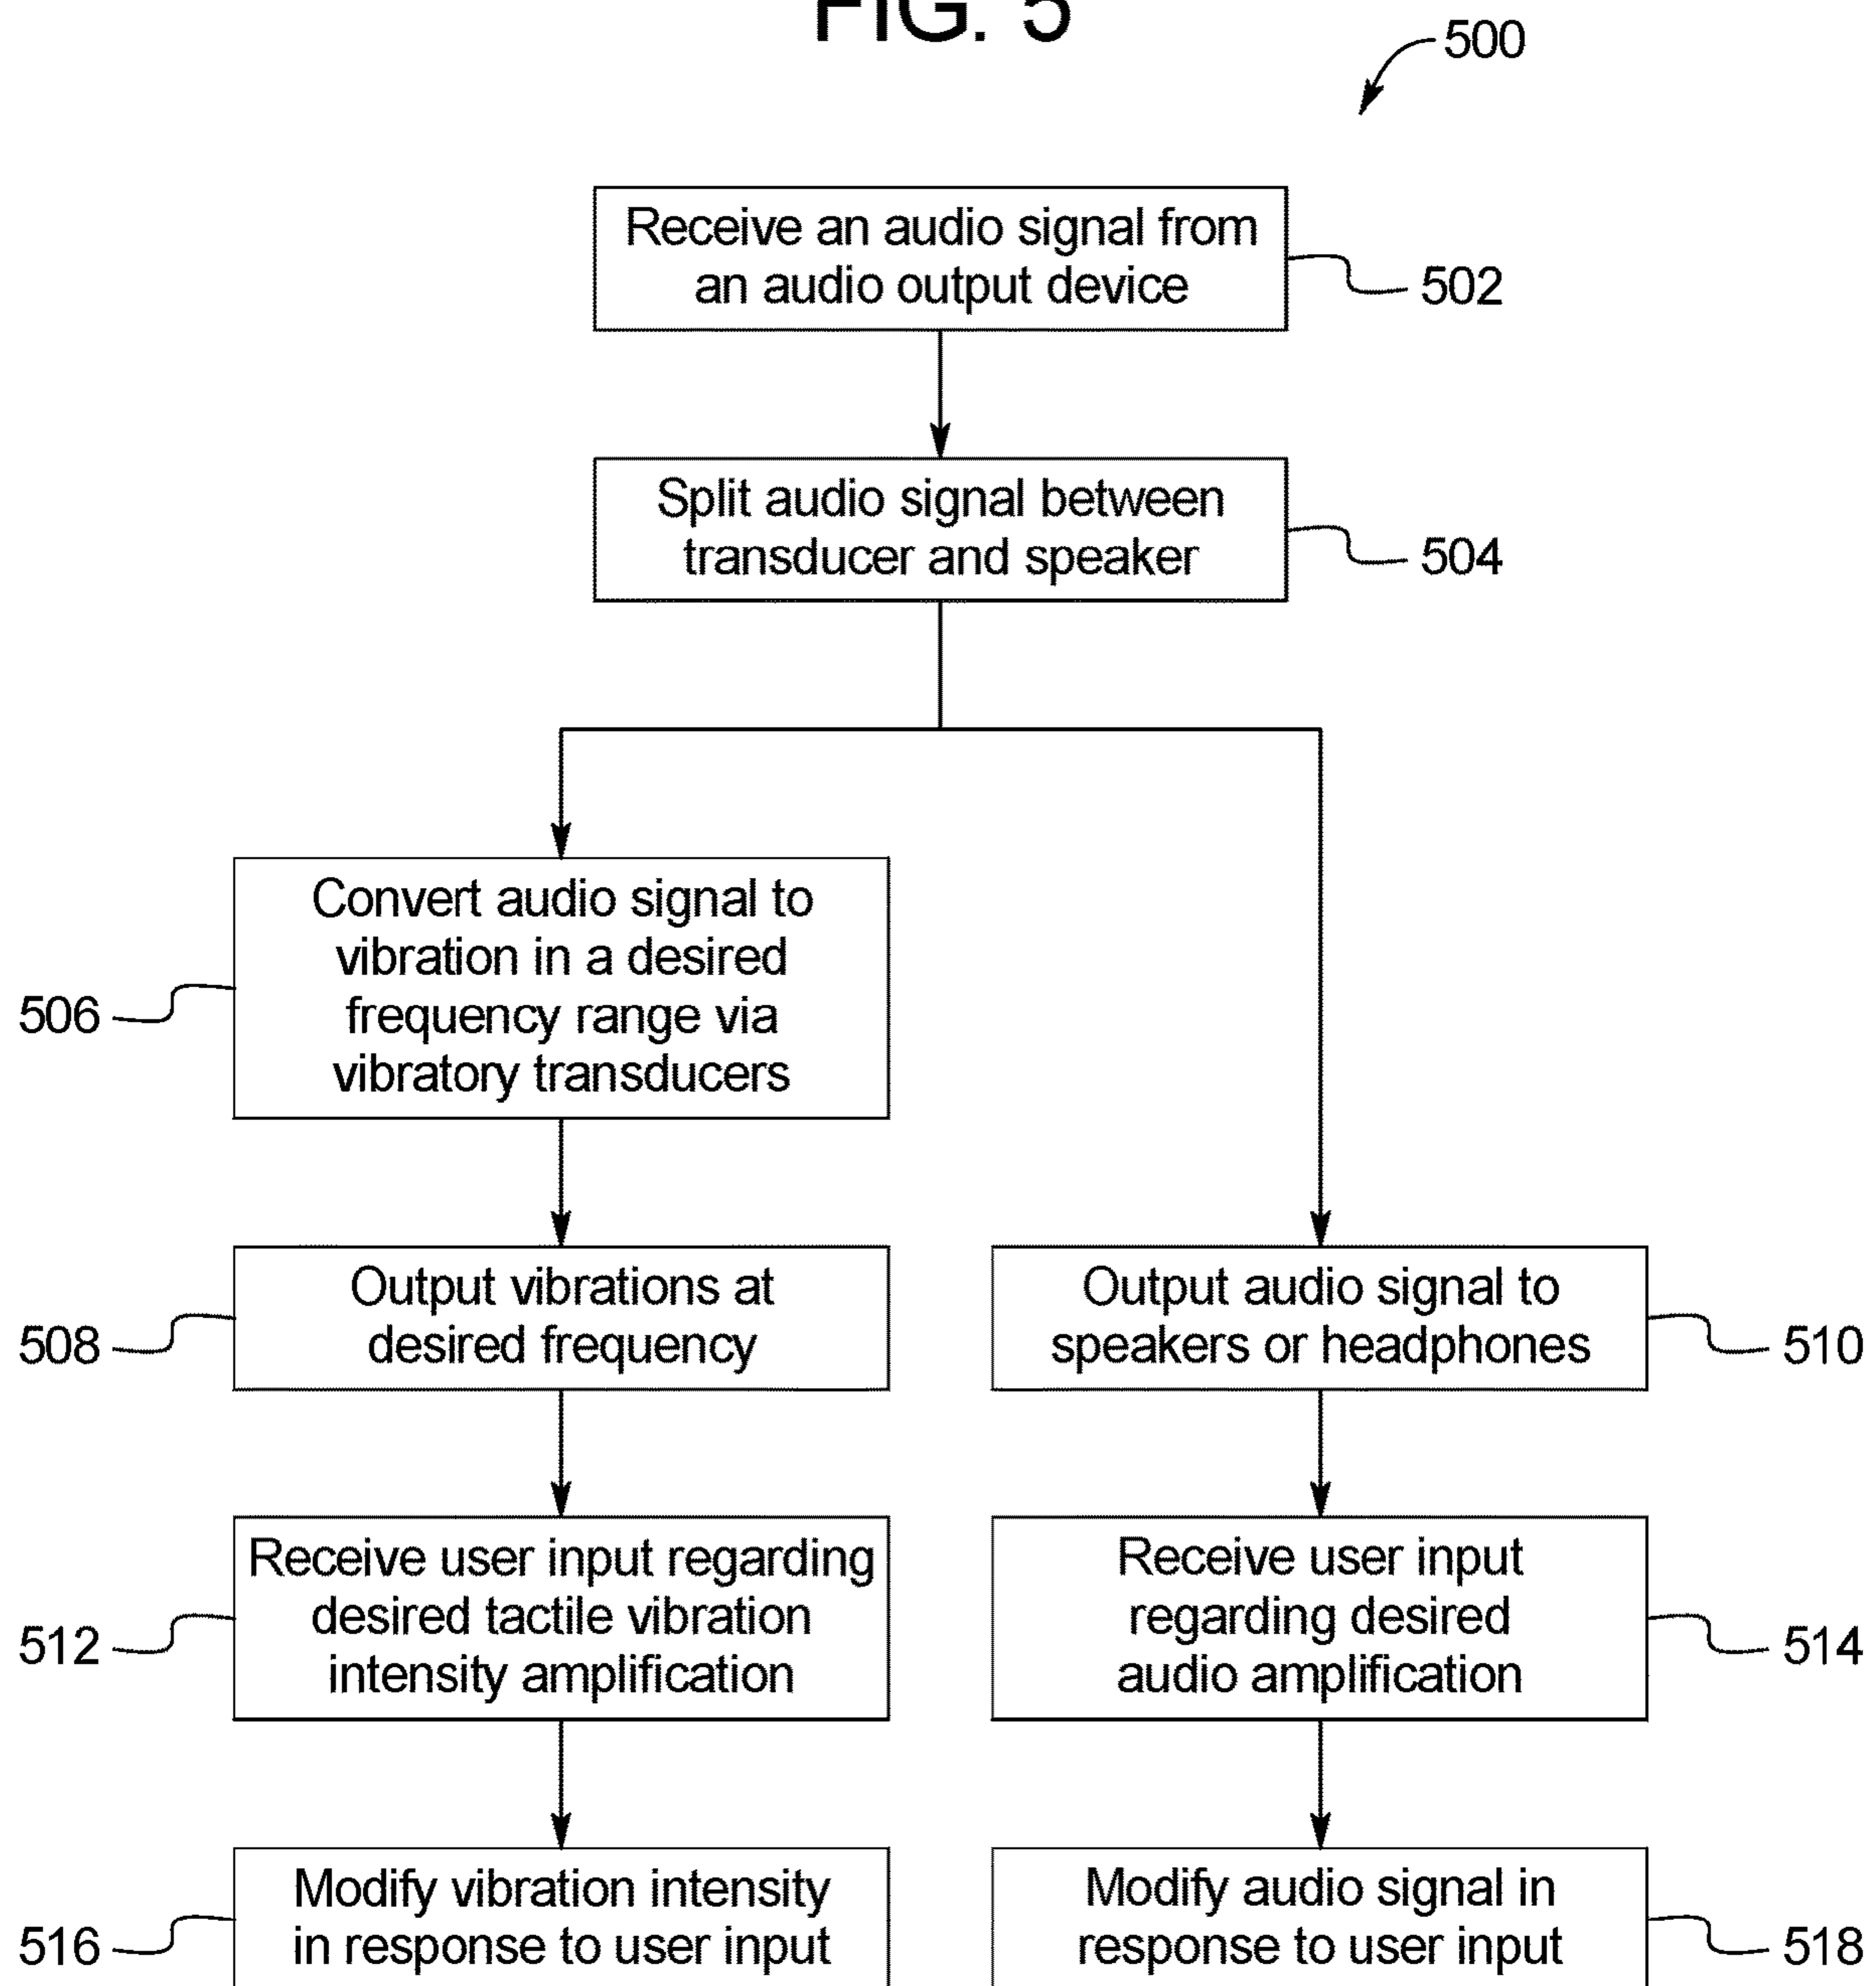 FIG. 5
500
Receive an audio signal from
an audio output device
502
Split audio signal between
transducer and speaker
504
Convert audio signal to
vibration in a desired
frequency range via
vibratory transducers
506
Output vibrations at
desired frequency
508
Output audio signal to
speakers or headphones
510
Receive user input regarding
desired tactile vibration
intensity amplification
512
Receive user input
regarding desired
audio amplification
514
Modify vibration intensity
in response to user input
516
Modify audio signal in
response to user input
518